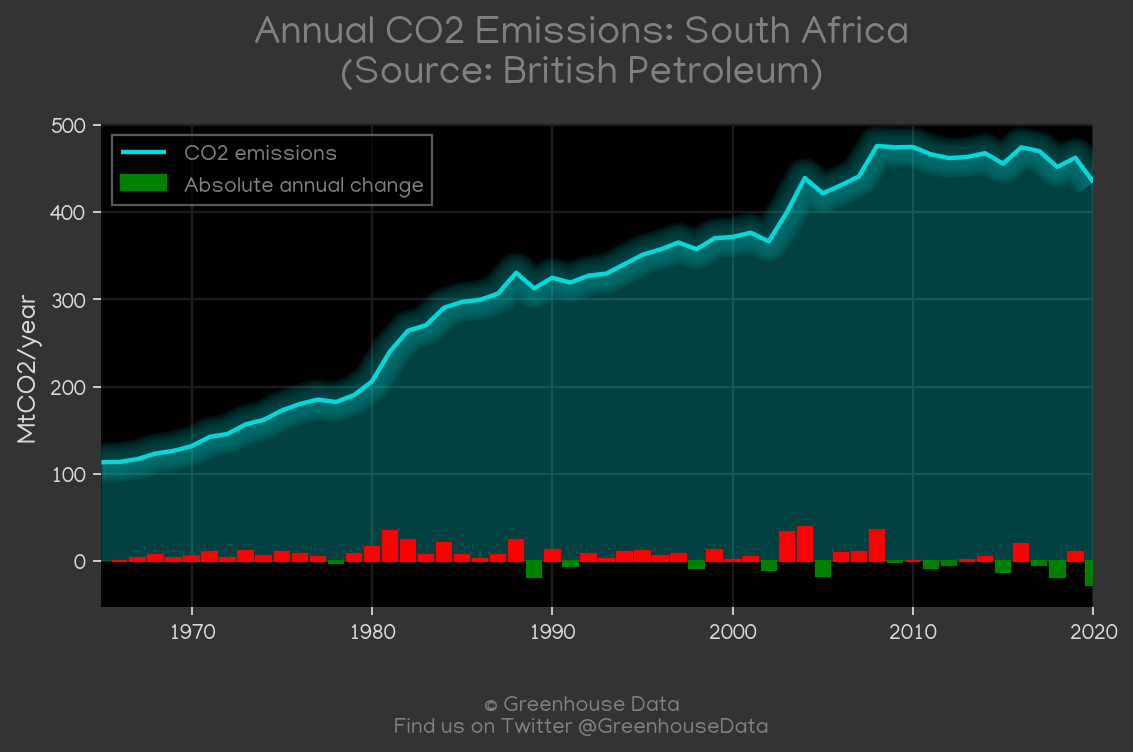 Annual CO2 Emissions: South Africa
(Source: British Petroleum)
CO2 emissions
Absolute annual change
MtCO2/year
500
400
300
200
100
0
1970 1980 1990 2000 2010 2020
© Greenhouse Data
Find us on Twitter @GreenhouseData